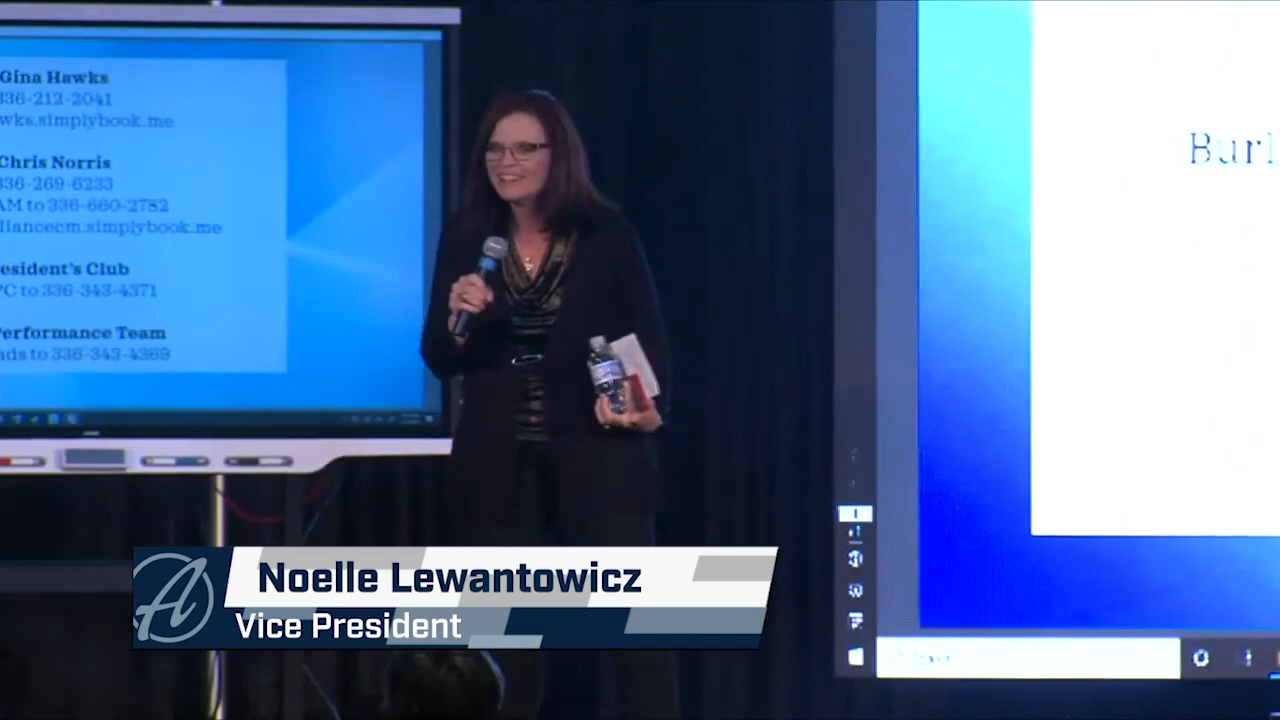 Gina Hawks
336-212-2041
wks.simplybook.me
Chris Norris
336-269-6233
AM to 336-660-2782
liancecm.simplybook.me
esident's Club
PC to 336-343-4371
Performance Team
ads to 336-343-4369
Burl
Noelle Lewantowicz
Vice President